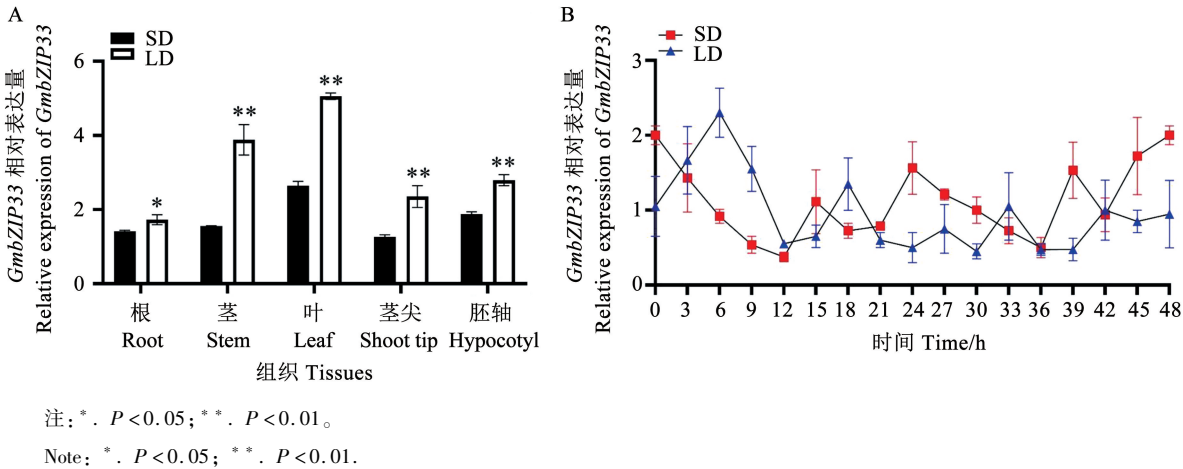 A
SD
LD
GmbZIP33 相对表达量
Relative expression of GmbZIP33
6
4
2
0
*
**
**
**
**
根 茎 叶 茎尖 胚轴
Root Stem Leaf Shoot tip Hypocotyl
组织 Tissues
B
SD
LD
GmbZIP33 相对表达量
Relative expression of GmbZIP33
3
2
1
0
0 3 6 9 12 15 18 21 24 27 30 33 36 39 42 45 48
时间 Time/h
注:*. P<0.05;**. P<0.01。
Note: *. P<0.05; **. P<0.01.